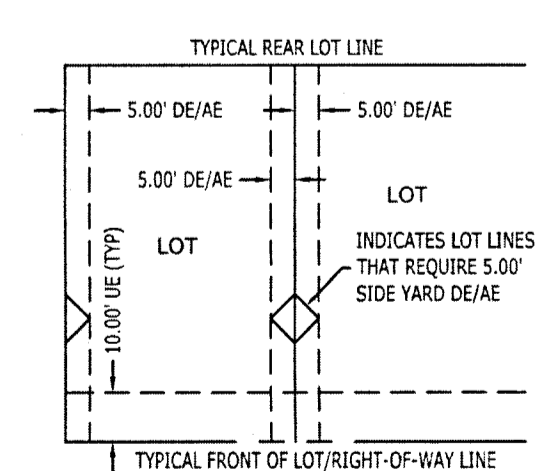 TYPICAL REAR LOT LINE
5.00' DE/AE
5.00' DE/AE
5.00' DE/AE
LOT
LOT
INDICATES LOT LINES
THAT REQUIRE 5.00'
SIDE YARD DE/AE
10.00' UE (TYP)
TYPICAL FRONT OF LOT/RIGHT-OF-WAY LINE